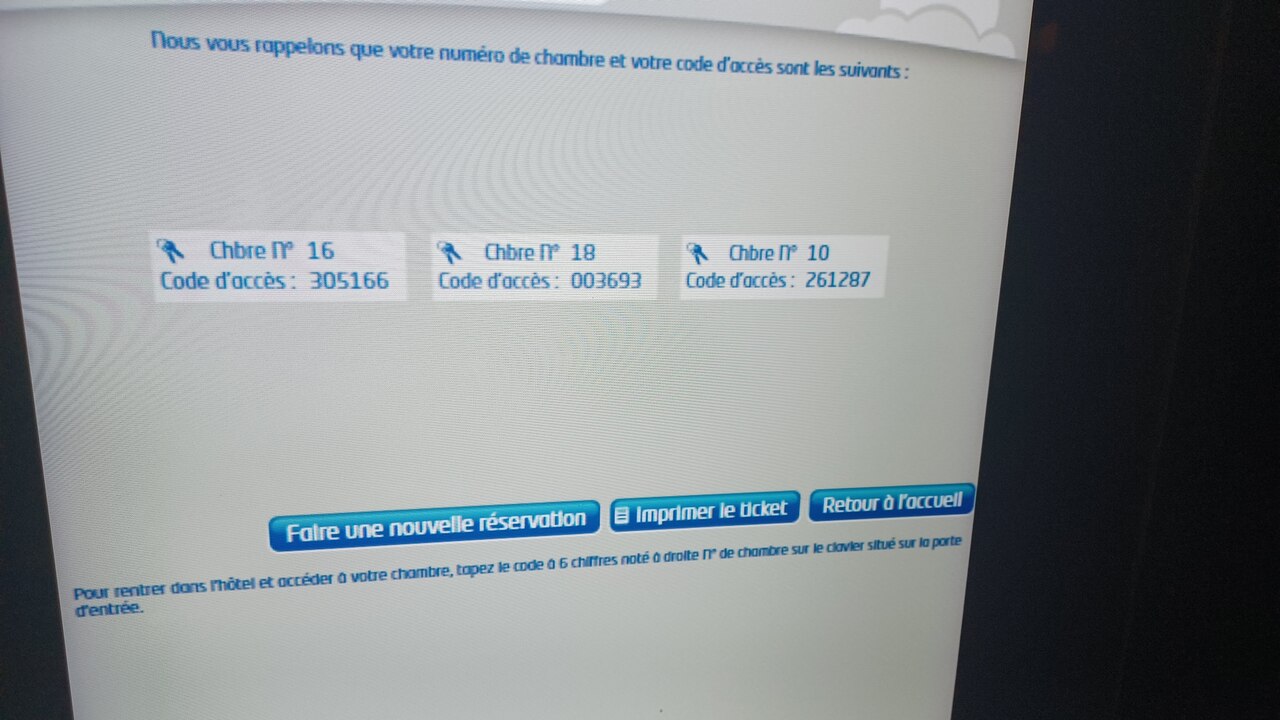 Nous vous rappelons que votre numéro de chambre et votre code d'accès sont les suivants :
Chbre N° 16
Code d'accès : 305166
Chbre N° 18
Code d'accès : 003693
Chbre N° 10
Code d'accès : 261287
Faire une nouvelle réservation
Imprimer le ticket
Retour à l'accueil
Pour rentrer dans l'hôtel et accéder à votre chambre, tapez le code à 6 chiffres noté à droite N° de chambre sur le clavier situé sur la porte
d'entrée.